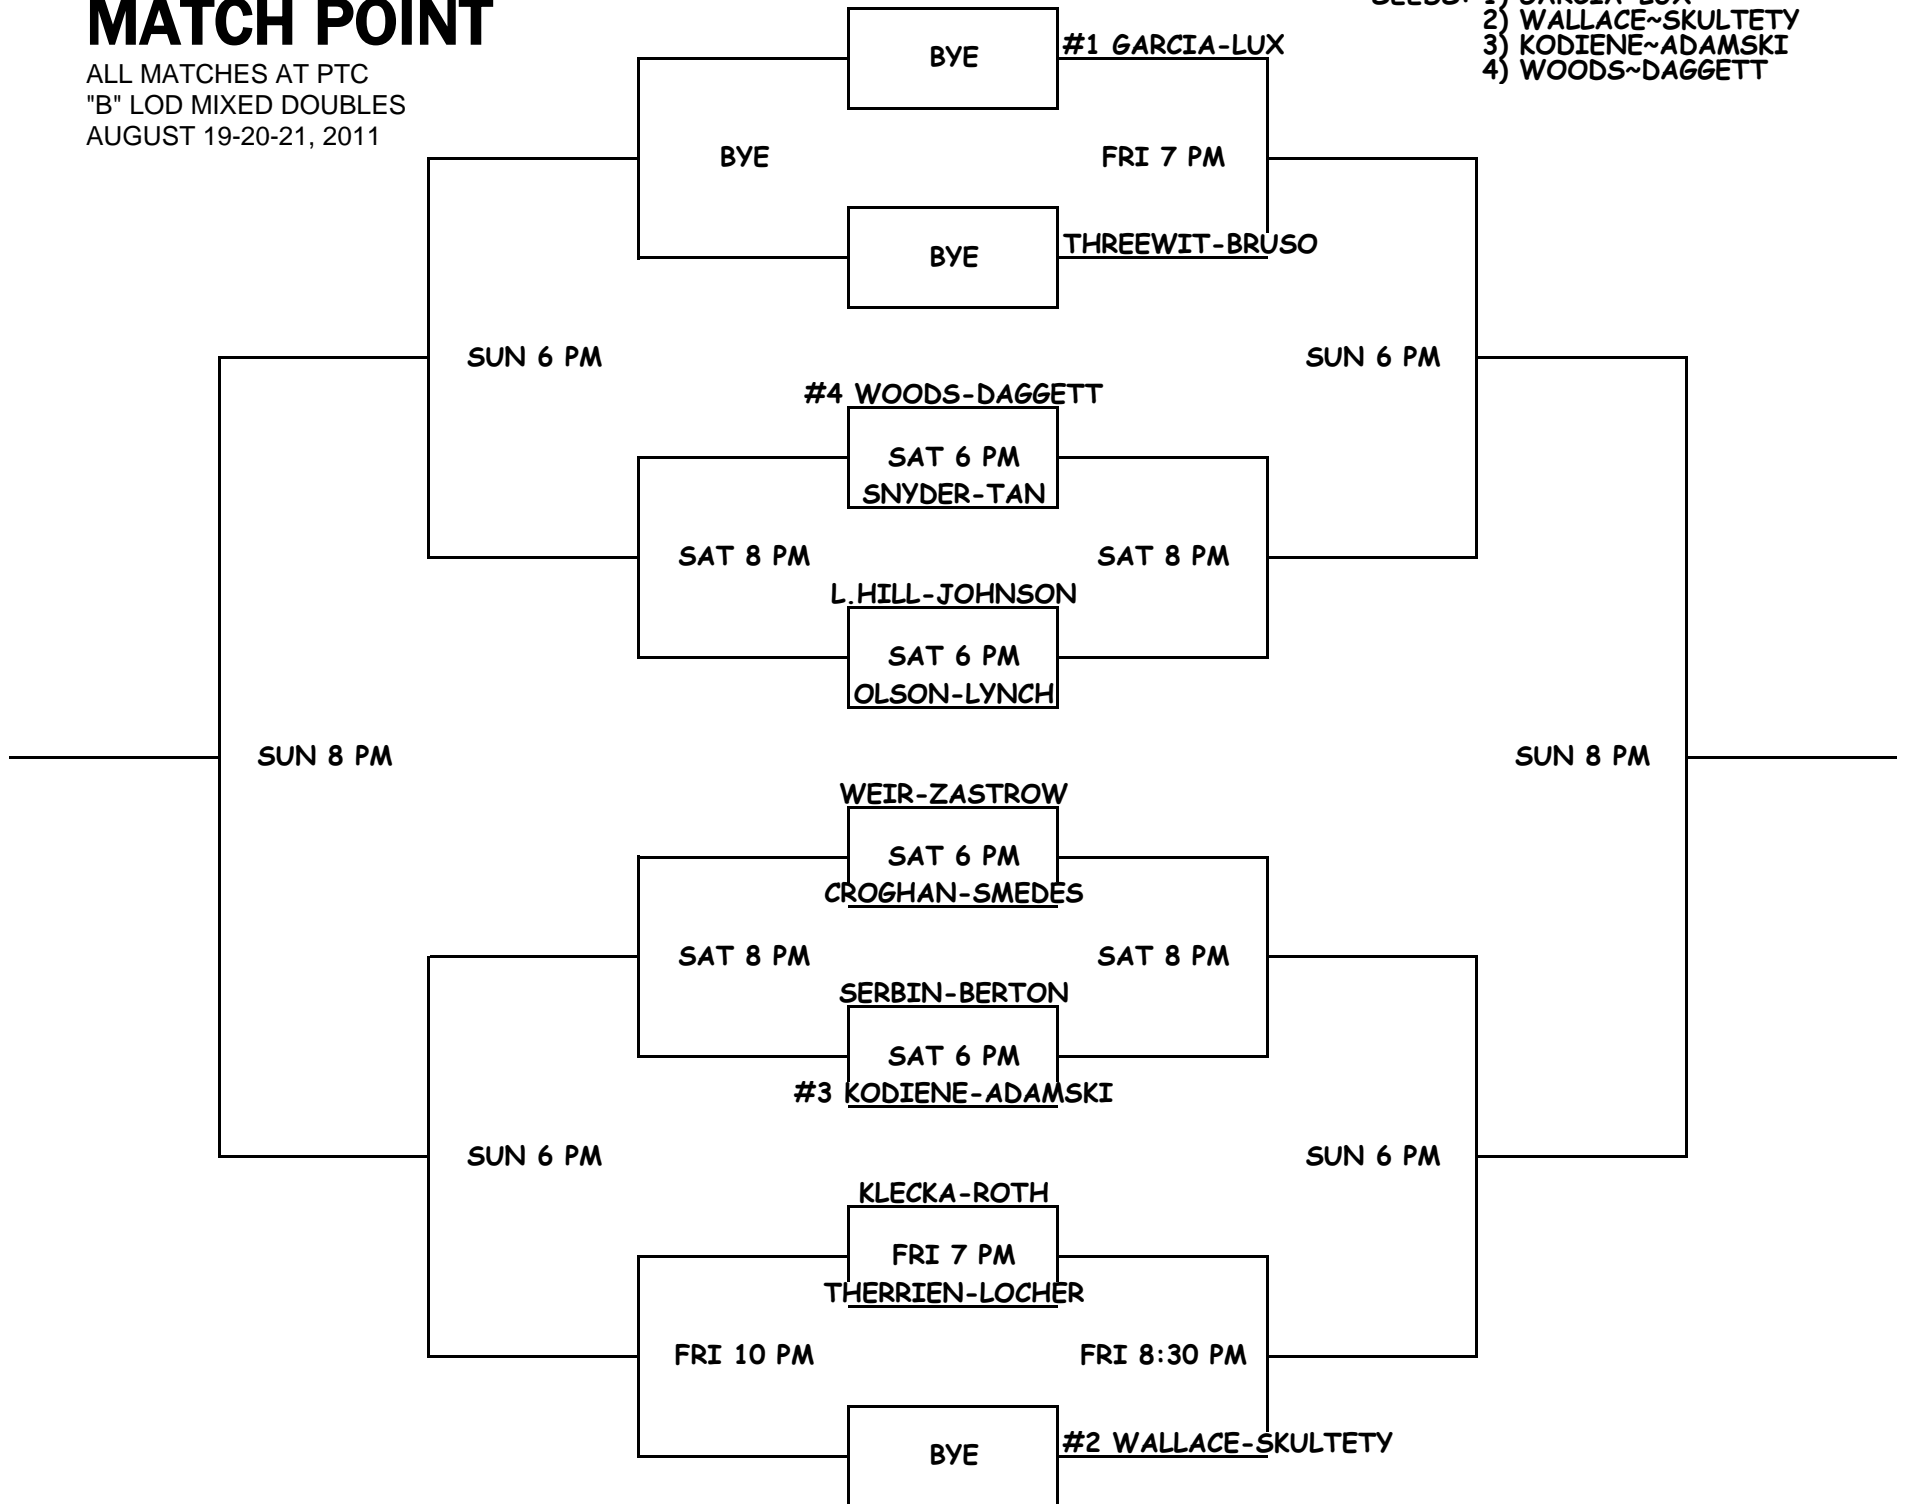 MATCH POINT
ALL MATCHES AT PTC
"B" LOD MIXED DOUBLES
AUGUST 19-20-21, 2011
SEEDS: 1) GARCIA~LUX
2) WALLACE~SKULTETY
3) KODIENE~ADAMSKI
4) WOODS~DAGGETT
BYE
#1 GARCIA-LUX
BYE
FRI 7 PM
BYE
THREEWIT-BRUSO
SUN 6 PM
SUN 6 PM
#4 WOODS-DAGGETT
SAT 6 PM
SNYDER-TAN
SAT 8 PM
SAT 8 PM
L.HILL-JOHNSON
SAT 6 PM
OLSON-LYNCH
SUN 8 PM
SUN 8 PM
WEIR-ZASTROW
SAT 6 PM
CROGHAN-SMEDES
SAT 8 PM
SAT 8 PM
SERBIN-BERTON
SAT 6 PM
#3 KODIENE-ADAMSKI
SUN 6 PM
SUN 6 PM
KLECKA-ROTH
FRI 7 PM
THERRIEN-LOCHER
FRI 10 PM
FRI 8:30 PM
BYE
#2 WALLACE-SKULTETY